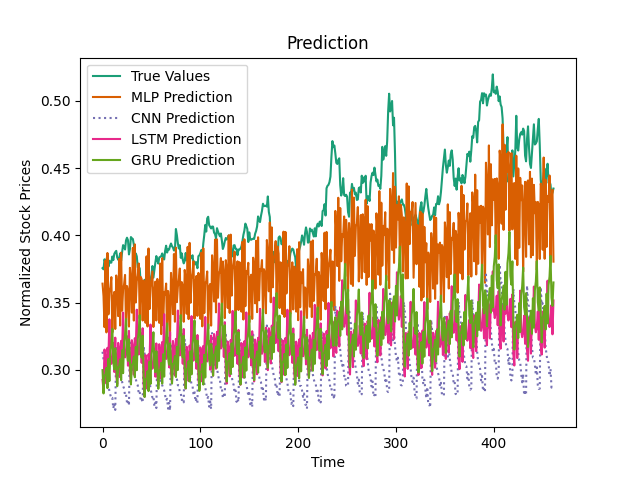 Prediction
True Values
MLP Prediction
CNN Prediction
LSTM Prediction
GRU Prediction
Normalized Stock Prices
0.50
0.45
0.40
0.35
0.30
0
100
200
300
400
Time